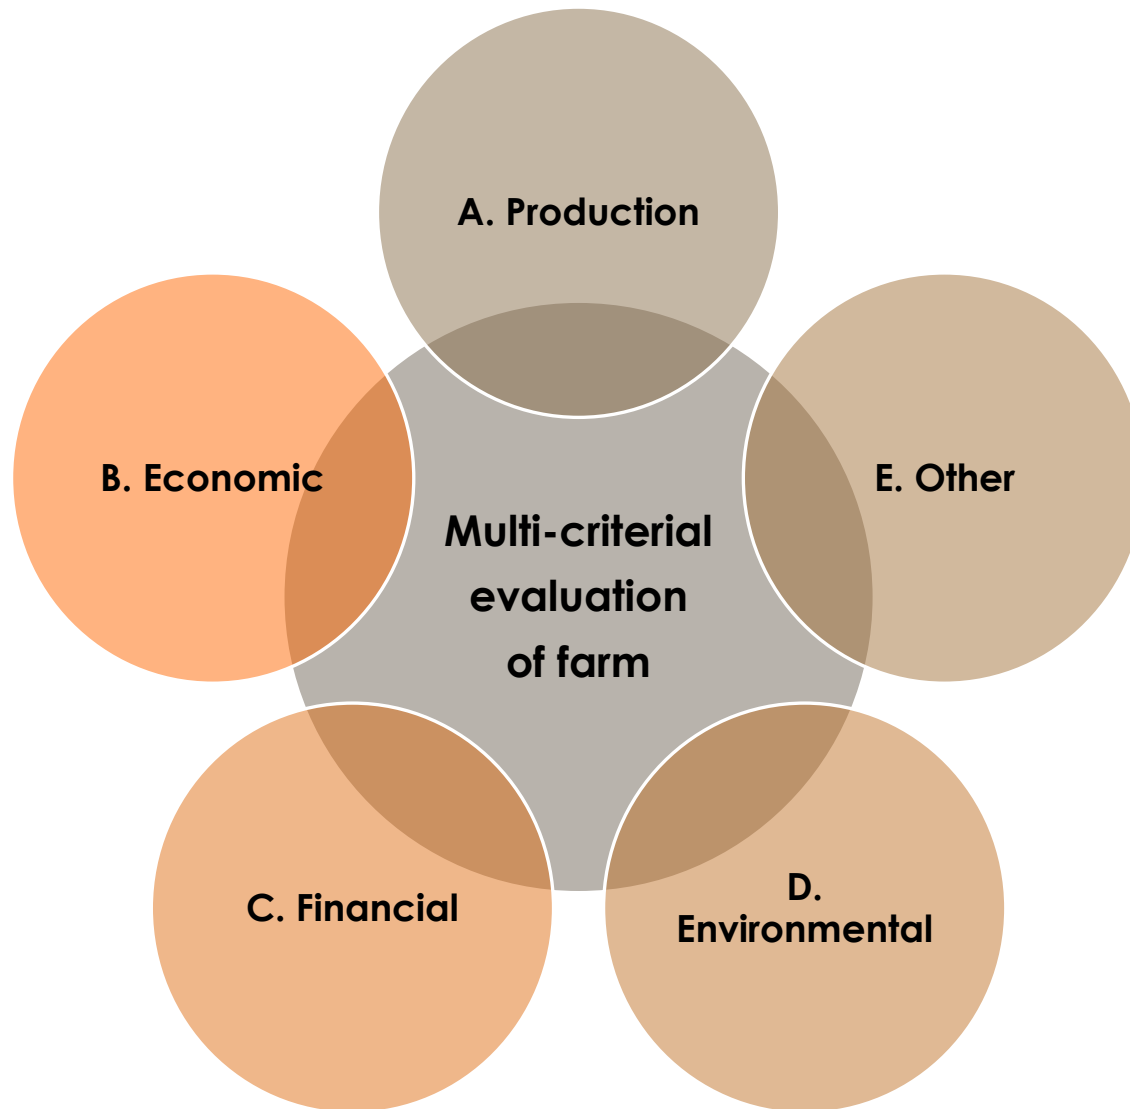 A. Production
B. Economic
E. Other
Multi-criterial
evaluation
of farm
C. Financial
D.
Environmental